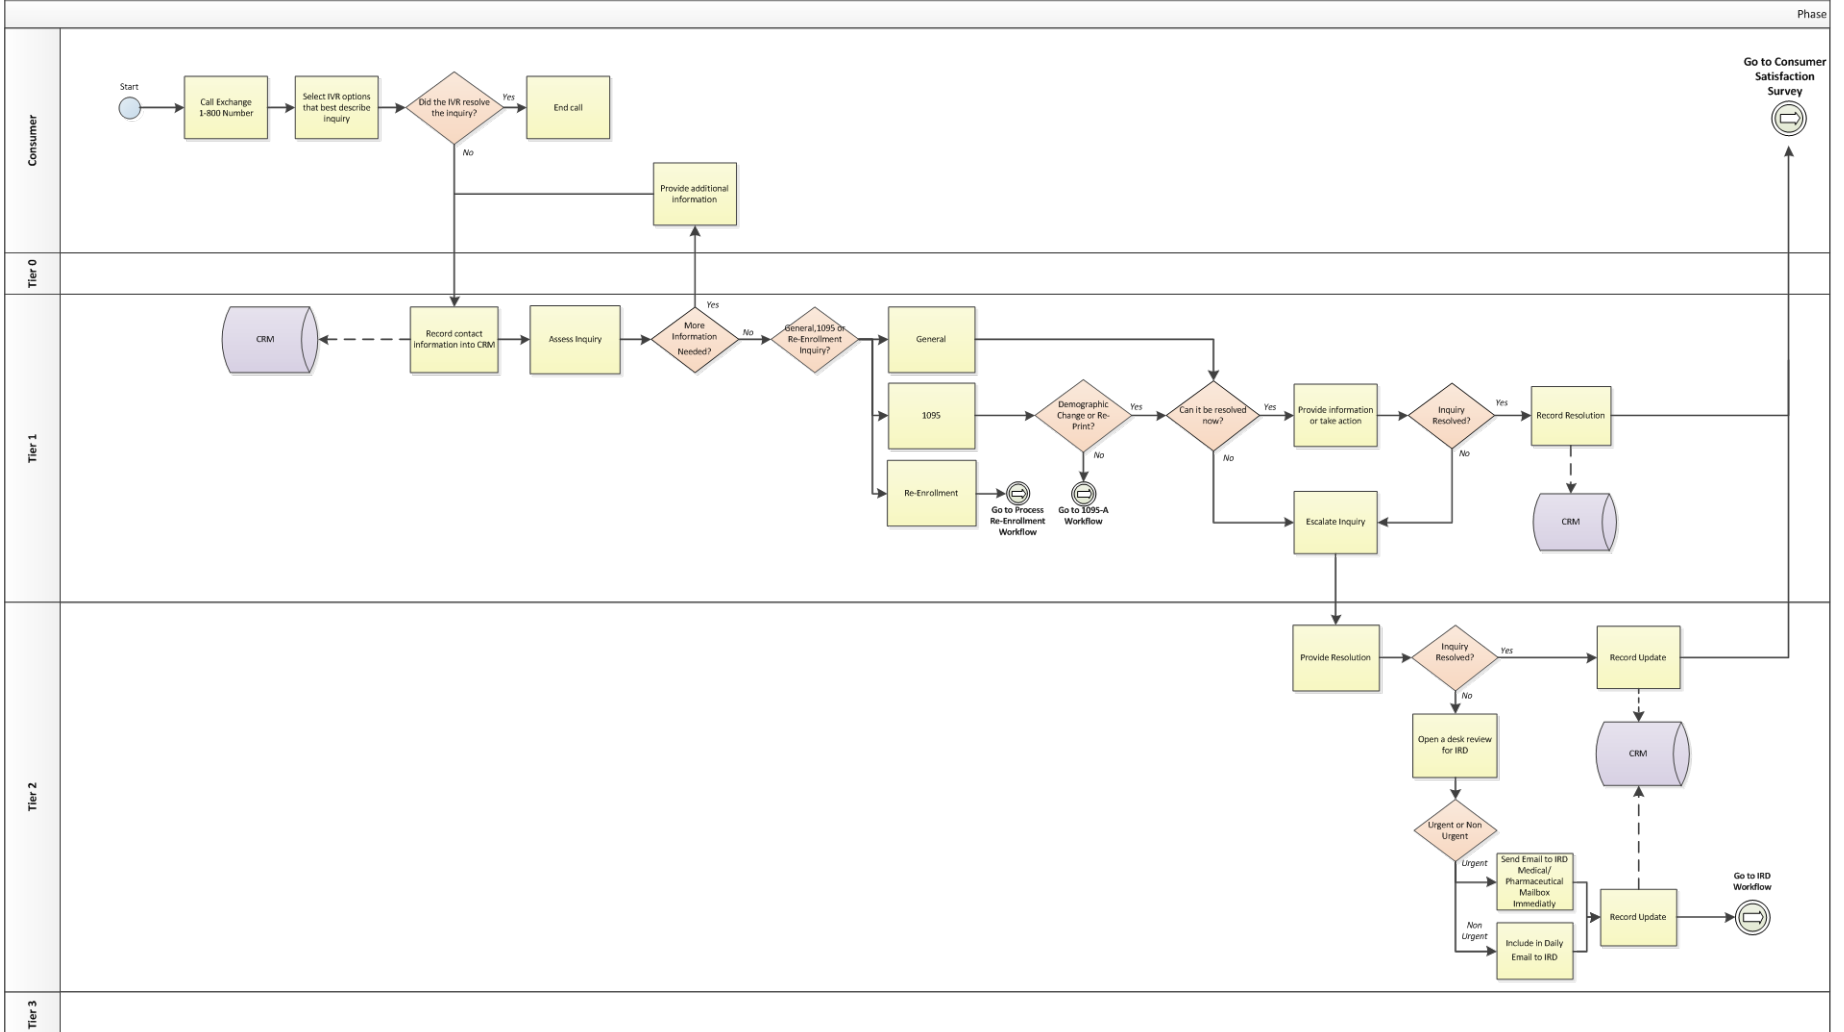 Phase
Consumer
Start
Call Exchange
1-800 Number
Select IVR options
that best describe
inquiry
Did the IVR resolve
the inquiry?
Yes
No
End call
Provide additional
information
Go to Consumer
Satisfaction
Survey
Tier 0
Tier 1
CRM
Record contact
information into CRM
Assess Inquiry
More
Information
Needed?
Yes
No
General,1095 or
Re-Enrollment
Inquiry?
General
1095
Re-Enrollment
Go to Process
Re-Enrollment
Workflow
Demographic
Change or Re-
Print?
Yes
No
Go to 1095-A
Workflow
Can it be resolved
now?
Yes
No
Provide information
or take action
Inquiry
Resolved?
Yes
No
Record Resolution
CRM
Escalate Inquiry
Tier 2
Provide Resolution
Inquiry
Resolved?
Yes
No
Record Update
CRM
Open a desk review
for IRD
Urgent or Non
Urgent
Urgent
Send Email to IRD
Medical/
Pharmaceutical
Mailbox
Immediatly
Non
Urgent
Include in Daily
Email to IRD
Record Update
Go to IRD
Workflow
Tier 3